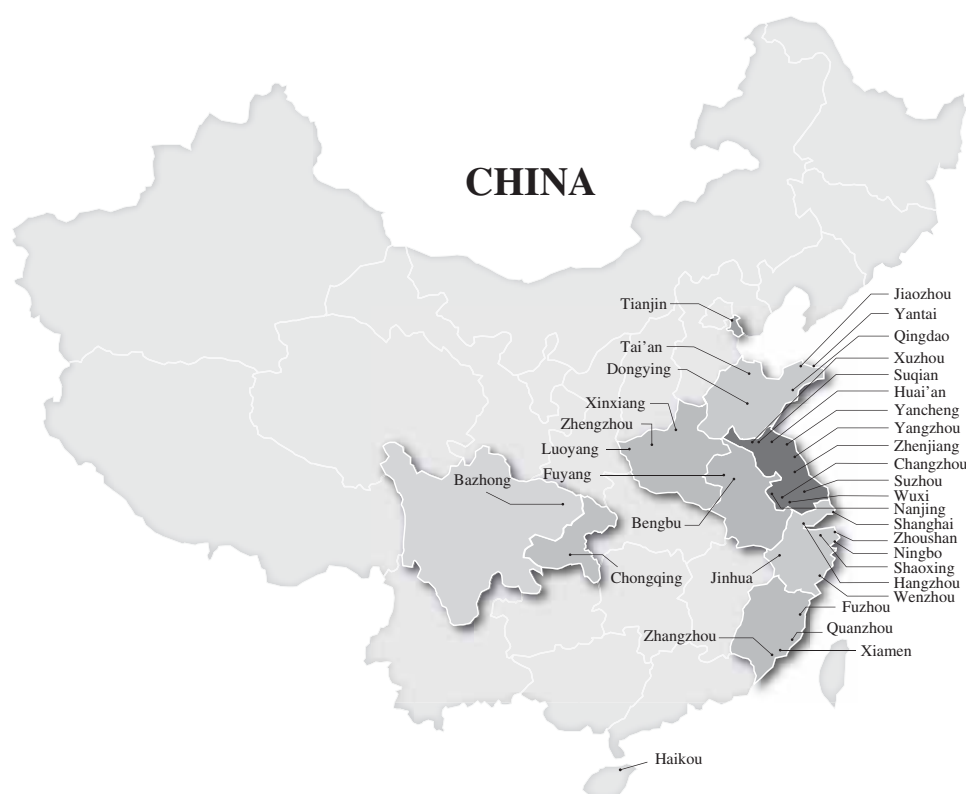 CHINA
Tianjin
Tai'an
Dongying
Xinxiang
Zhengzhou
Luoyang
Fuyang
Bazhong
Bengbu
Chongqing
Jinhua
Zhangzhou
Jiaozhou
Yantai
Qingdao
Xuzhou
Suqian
Huai'an
Yancheng
Yangzhou
Zhenjiang
Changzhou
Suzhou
Wuxi
Nanjing
Shanghai
Zhoushan
Ningbo
Shaoxing
Hangzhou
Wenzhou
Fuzhou
Quanzhou
Xiamen
Haikou